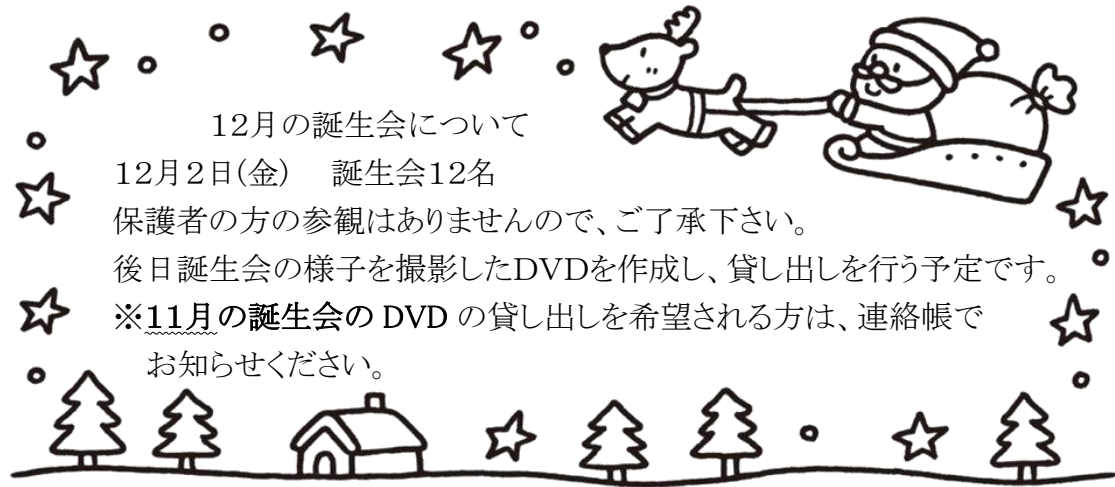 12月の誕生会について
12月2日(金)　誕生会12名
保護者の方の参観はありませんので、ご了承下さい。
後日誕生会の様子を撮影したDVDを作成し、貸し出しを行う予定です。
※11月の誕生会の DVD の貸し出しを希望される方は、連絡帳で
お知らせください。